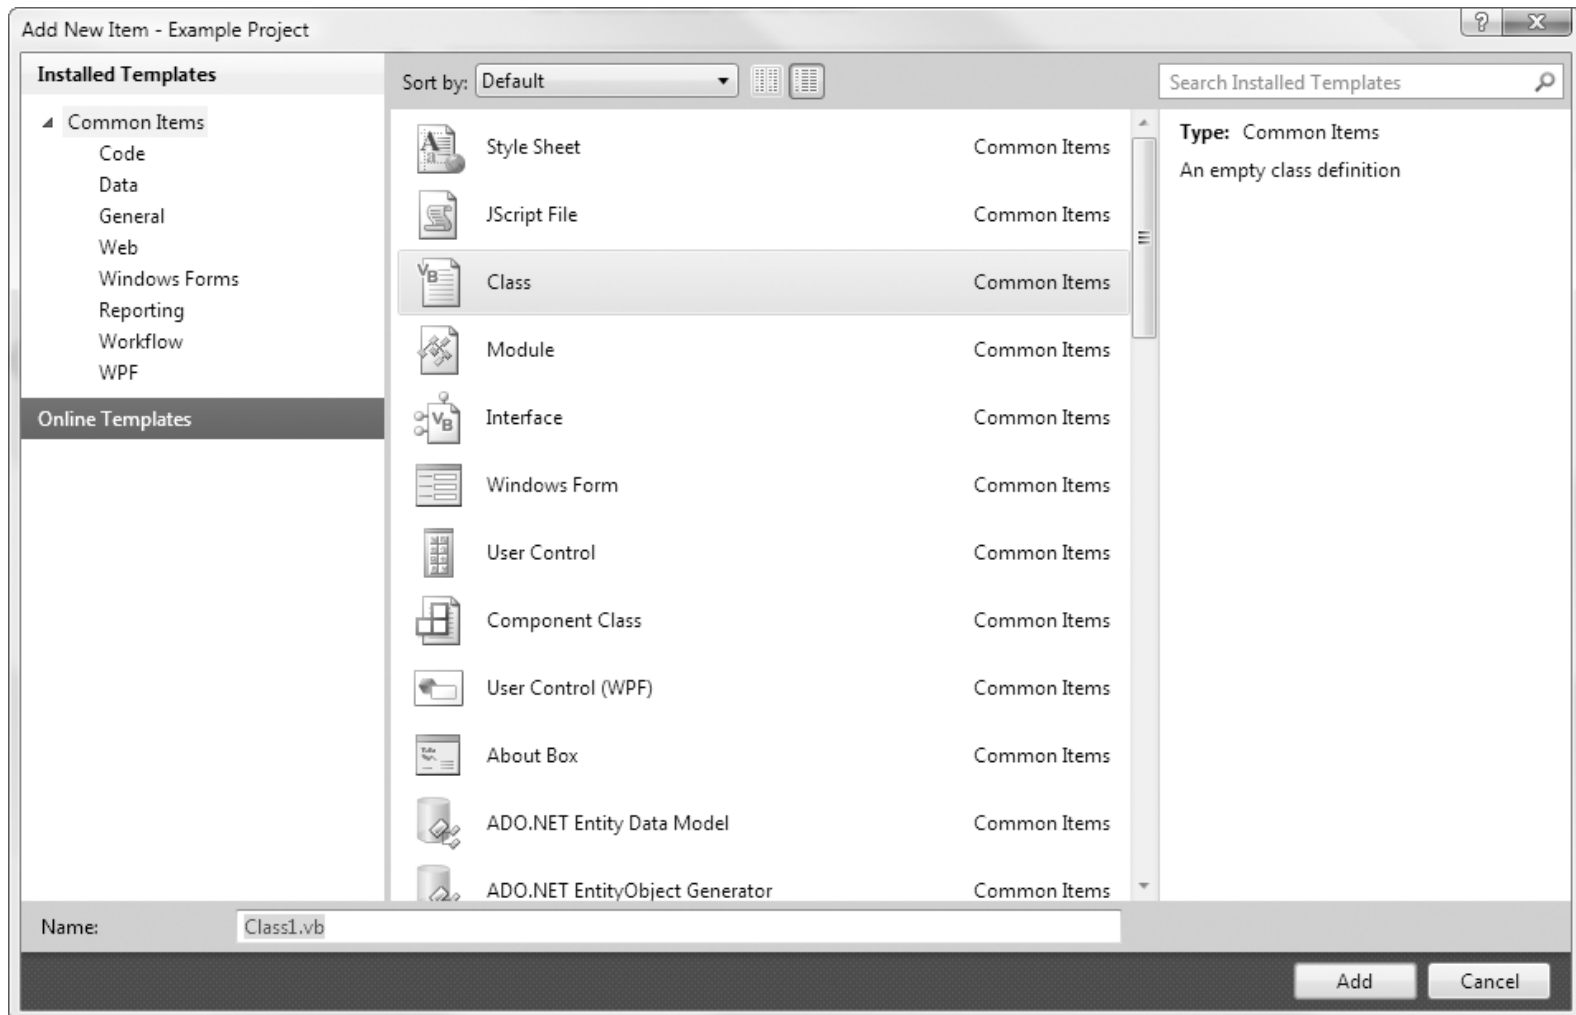 Add New Item - Example Project
Installed Templates
Sort by: Default
Search Installed Templates
Common Items
Code
Data
General
Web
Windows Forms
Reporting
Workflow
WPF
Online Templates
Style Sheet Common Items
JScript File Common Items
Class Common Items
Module Common Items
Interface Common Items
Windows Form Common Items
User Control Common Items
Component Class Common Items
User Control (WPF) Common Items
About Box Common Items
ADO.NET Entity Data Model Common Items
ADO.NET EntityObject Generator Common Items
Type: Common Items
An empty class definition
Name: Class1.vb
Add Cancel